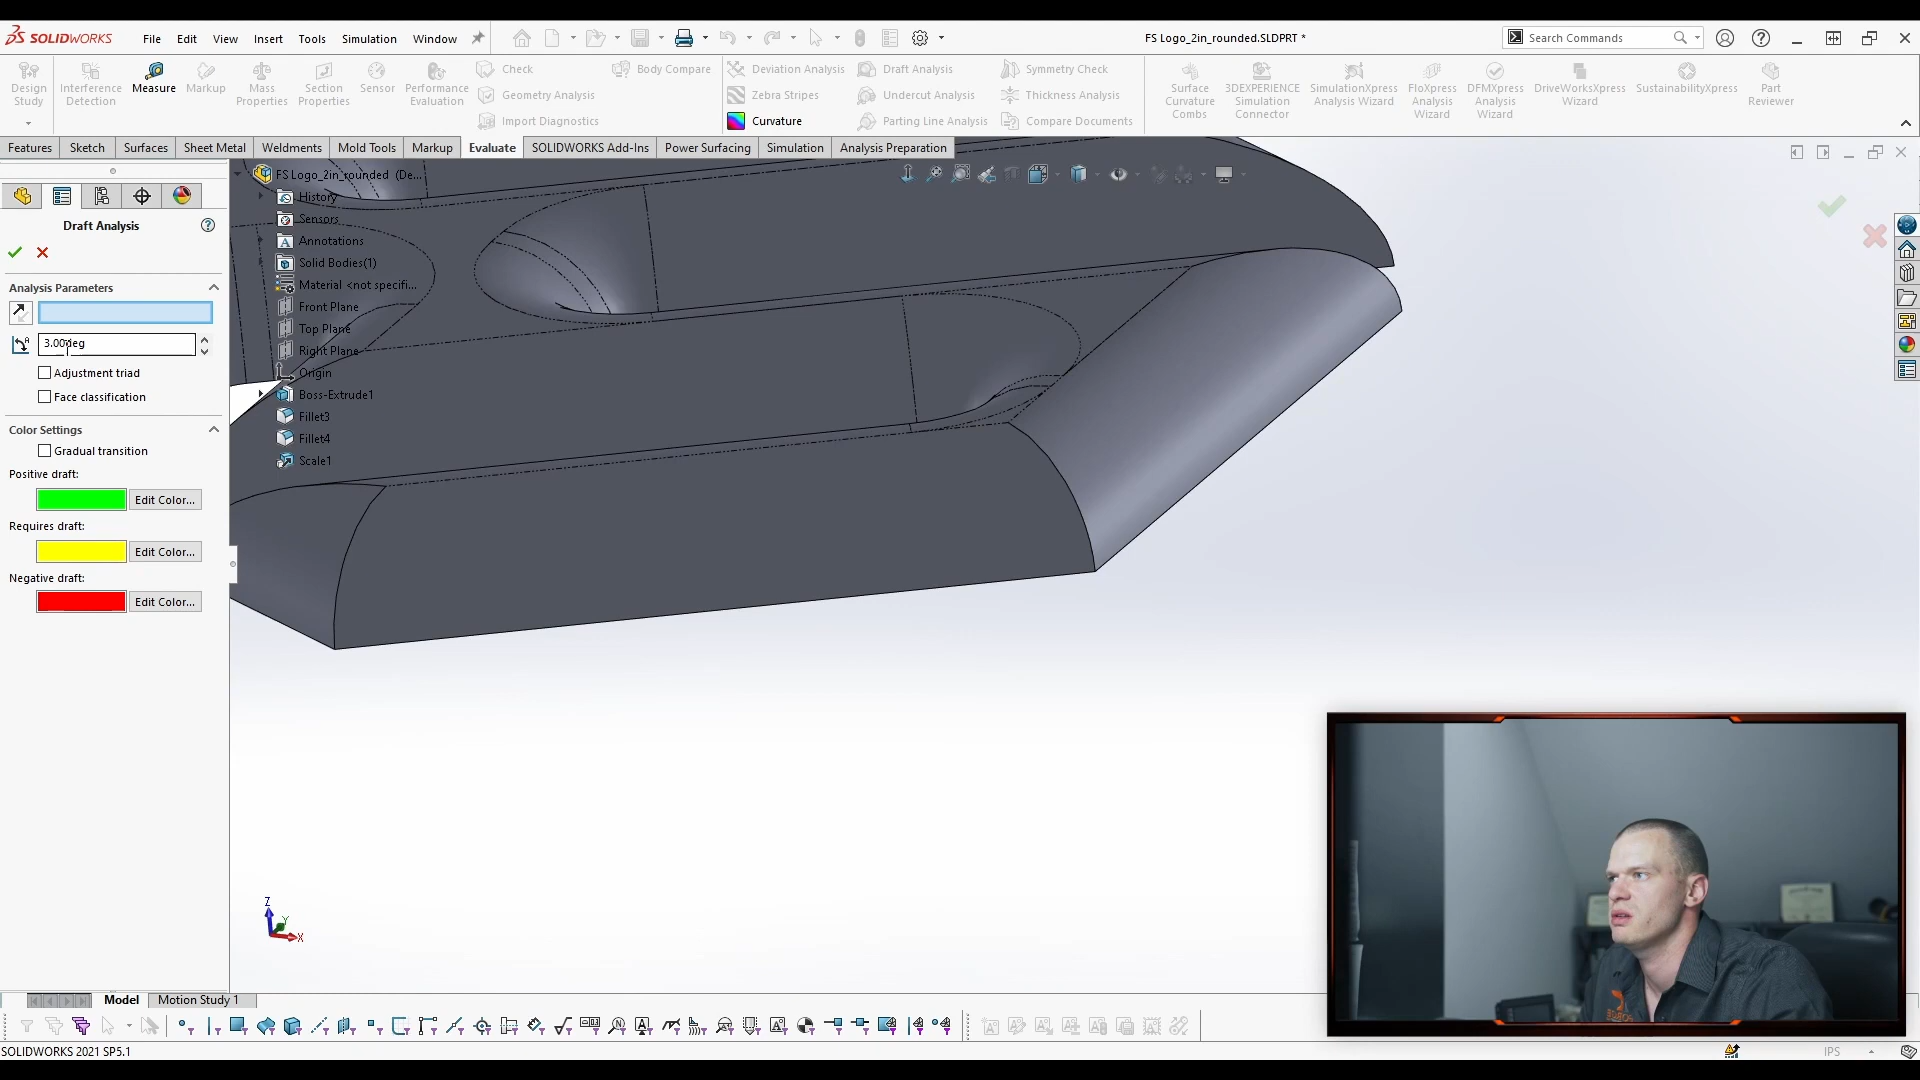 SOLIDWORKS
File Edit View Insert Tools Simulation Window
FS Logo_2in_rounded.SLDPRT *
Search Commands
Design Study
Interference Detection
Measure
Markup
Mass Properties
Section Properties
Sensor
Performance Evaluation
Check
Geometry Analysis
Import Diagnostics
Body Compare
Deviation Analysis
Zebra Stripes
Curvature
Draft Analysis
Undercut Analysis
Parting Line Analysis
Symmetry Check
Thickness Analysis
Compare Documents
Surface Curvature Combs
3DEXPERIENCE Simulation Connector
SimulationXpress Analysis Wizard
FloXpress Analysis Wizard
DFMXpress Analysis Wizard
DriveWorksXpress Wizard
SustainabilityXpress
Part Reviewer
Features Sketch Surfaces Sheet Metal Weldments Mold Tools Markup Evaluate SOLIDWORKS Add-Ins Power Surfacing Simulation Analysis Preparation
Draft Analysis
Analysis Parameters
3.00deg
Adjustment triad
Face classification
Color Settings
Gradual transition
Positive draft:
Edit Color...
Requires draft:
Edit Color...
Negative draft:
Edit Color...
FS Logo_2in_rounded (De...
History
Sensors
Annotations
Solid Bodies(1)
Material <not specifi...
Front Plane
Top Plane
Right Plane
Origin
Boss-Extrude1
Fillet3
Fillet4
Scale1
Z
Y
X
Model Motion Study 1
SOLIDWORKS 2021 SP5.1
IPS